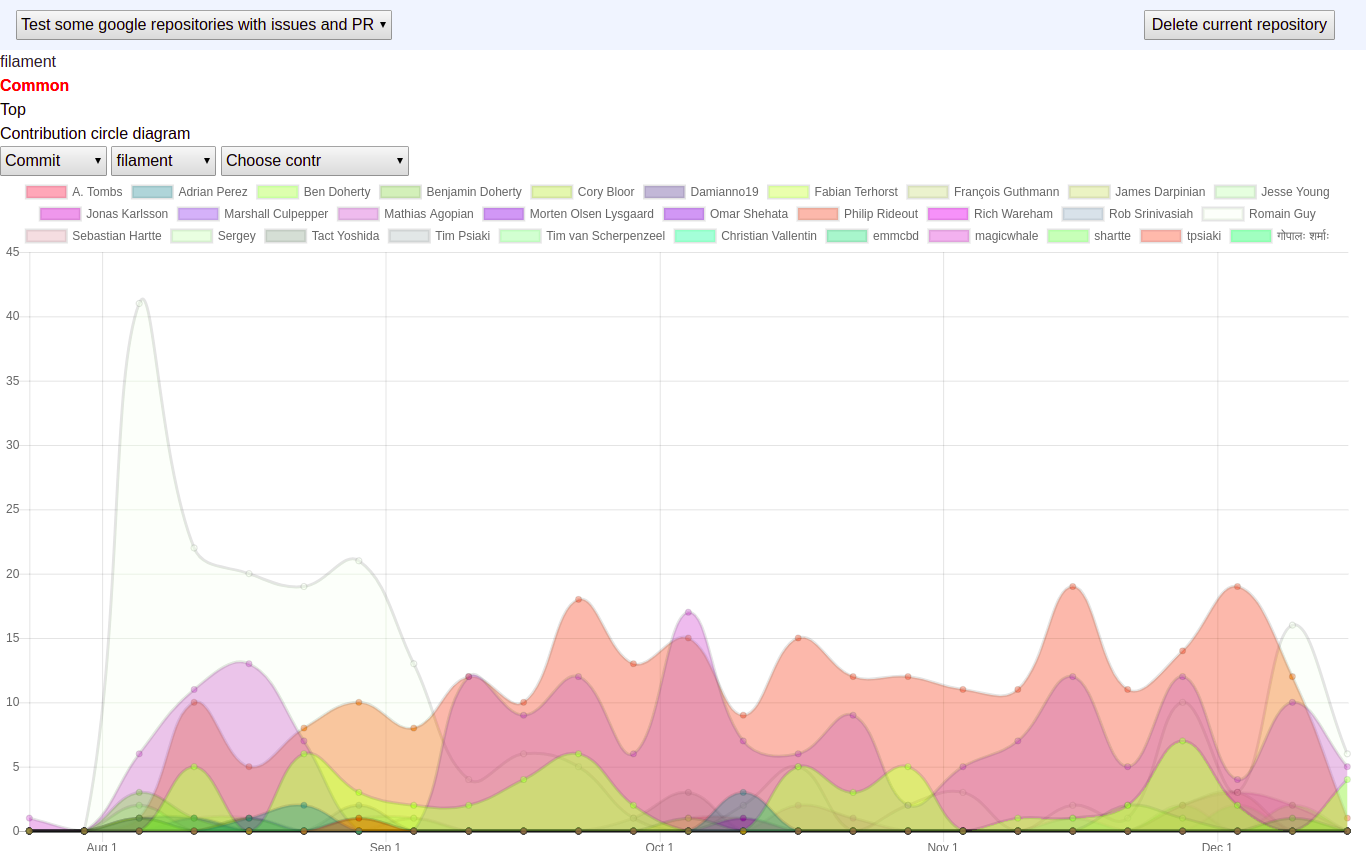 Test some google repositories with issues and PR Delete current repository
filament
Common
Top
Contribution circle diagram
Commit filament Choose contr
A. Tombs Adrian Perez Ben Doherty Benjamin Doherty Cory Bloor Damianno19 Fabian Terhorst François Guthmann James Darpinian Jesse Young
Jonas Karlsson Marshall Culpepper Mathias Agopian Morten Olsen Lysgaard Omar Shehata Philip Rideout Rich Wareham Rob Srinivasiah Romain Guy
Sebastian Hartte Sergey Tact Yoshida Tim Psiaki Tim van Scherpenzeel Christian Vallentin emmcbd magicwhale shartte tpsiaki गोपालः शर्माः
45
40
35
30
25
20
15
10
5
0
Aug 1 Sep 1 Oct 1 Nov 1 Dec 1